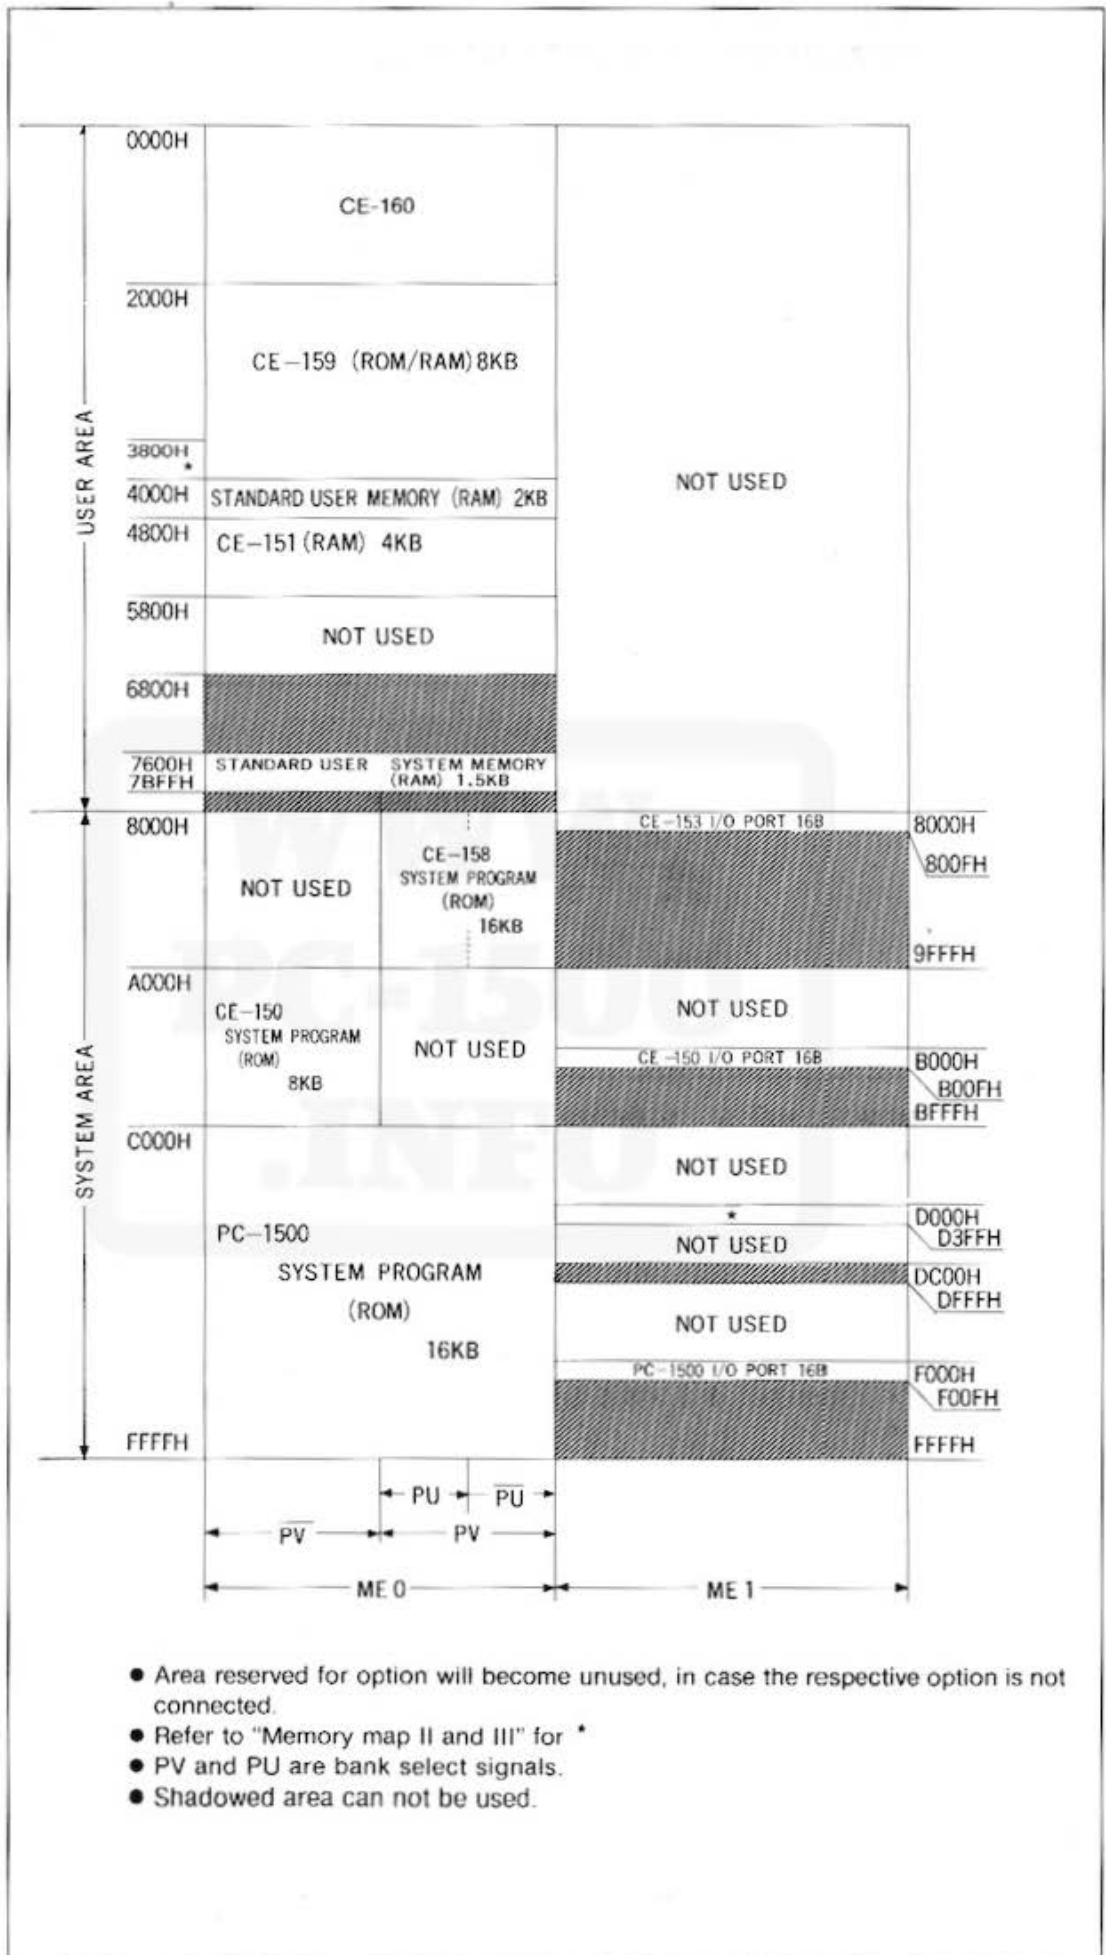 0000H
CE-160
2000H
CE-159 (ROM/RAM) 8KB
3800H
*
NOT USED
4000H
STANDARD USER MEMORY (RAM) 2KB
4800H
CE-151 (RAM) 4KB
USER AREA
5800H
NOT USED
6800H
7600H
7BFFH
STANDARD USER
SYSTEM MEMORY
(RAM) 1.5KB
8000H
NOT USED
CE-158
SYSTEM PROGRAM
(ROM)
16KB
CE-153 I/O PORT 16B
8000H
800FH
9FFFH
A000H
CE-150
SYSTEM PROGRAM
(ROM)
8KB
NOT USED
NOT USED
CE-150 I/O PORT 16B
B000H
B00FH
BFFFH
SYSTEM AREA
C000H
NOT USED
PC-1500
SYSTEM PROGRAM
(ROM)
16KB
*
D000H
D3FFH
NOT USED
DC00H
DFFFH
NOT USED
PC-1500 I/O PORT 16B
F000H
F00FH
FFFFH
FFFFH
PU
P̅U̅
P̅V̅
PV
ME 0
ME 1
● Area reserved for option will become unused, in case the respective option is not
connected.
● Refer to "Memory map II and III" for *
● PV and PU are bank select signals.
● Shadowed area can not be used.
PC-1500
.INFO